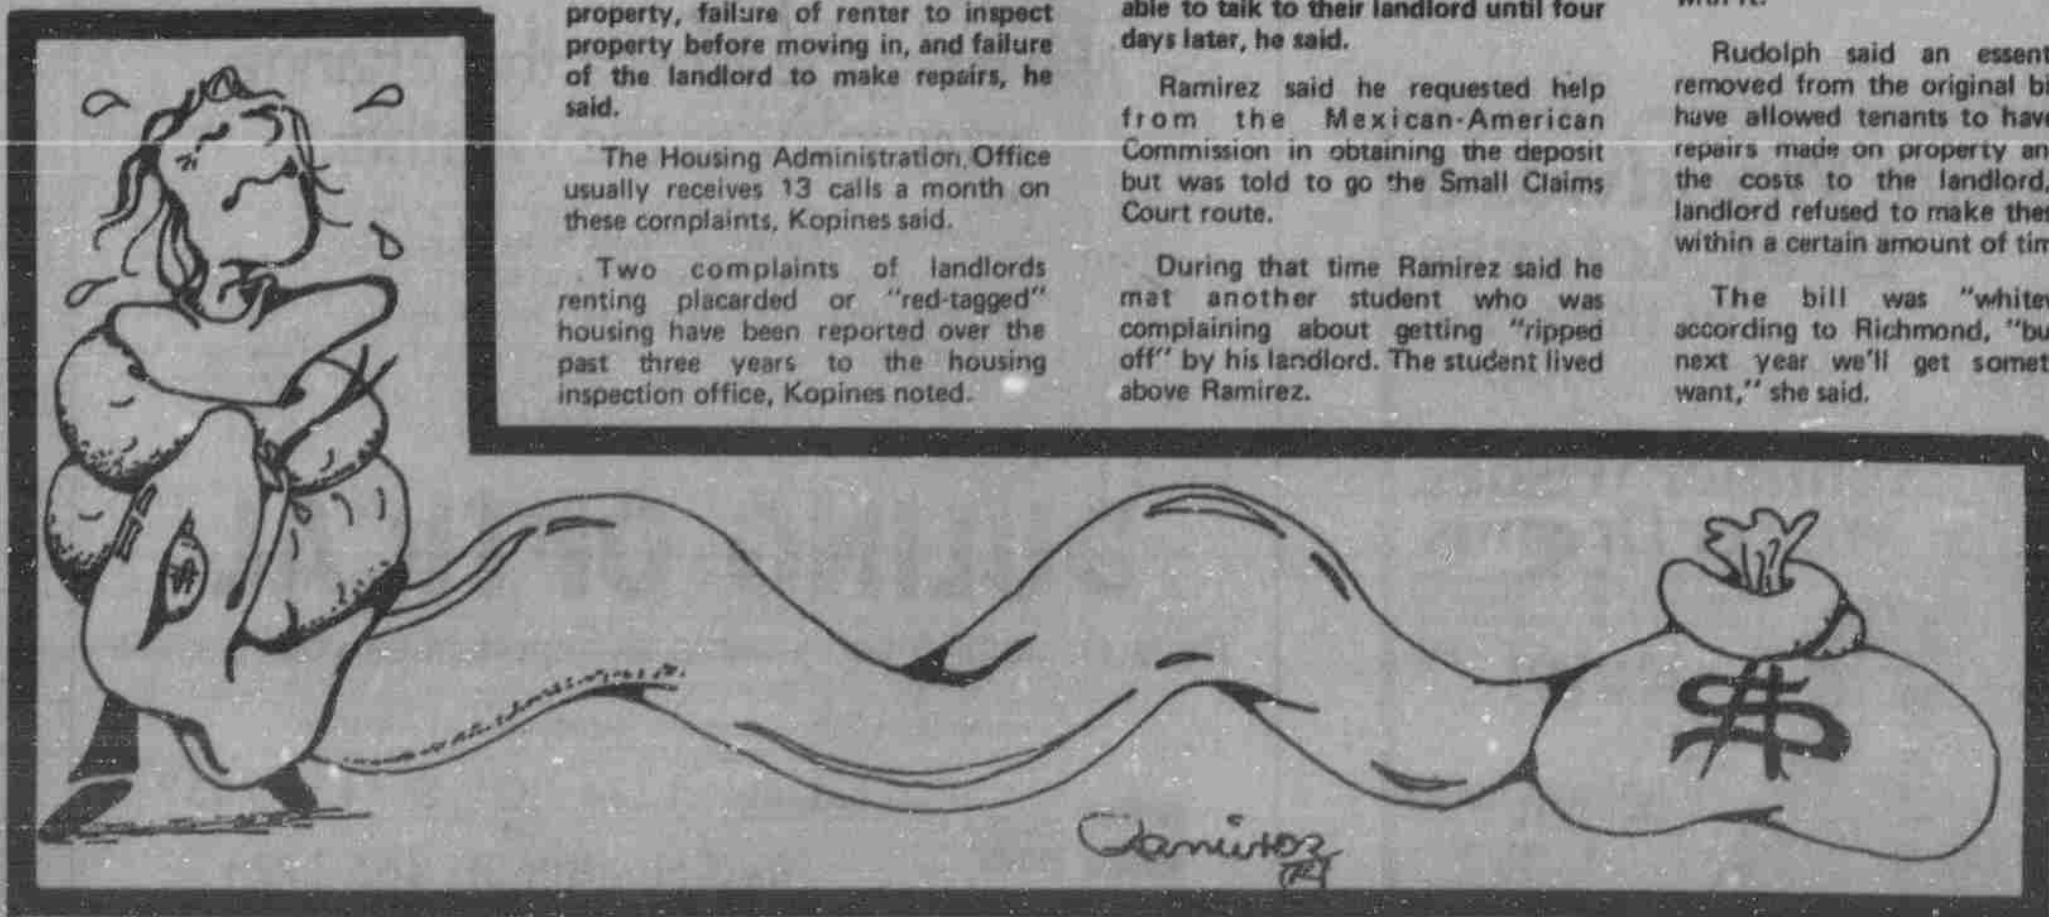 property, failure of renter to inspect
property before moving in, and failure
of the landlord to make repairs, he
said.
The Housing Administration Office
usually receives 13 calls a month on
these complaints, Kopines said.
Two complaints of landlords
renting placarded or "red-tagged"
housing have been reported over the
past three years to the housing
inspection office, Kopines noted.
able to talk to their landlord until four
days later, he said.
Ramirez said he requested help
from the Mexican-American
Commission in obtaining the deposit
but was told to go the Small Claims
Court route.
During that time Ramirez said he
mat another student who was
complaining about getting "ripped
off" by his landlord. The student lived
above Ramirez.
Rudolph said an essent
removed from the original bi
have allowed tenants to have
repairs made on property an
the costs to the landlord,
landlord refused to make thes
within a certain amount of tim
The bill was "whitew
according to Richmond, "bu
next year we'll get somet
want," she said.
$
$
Ramirez